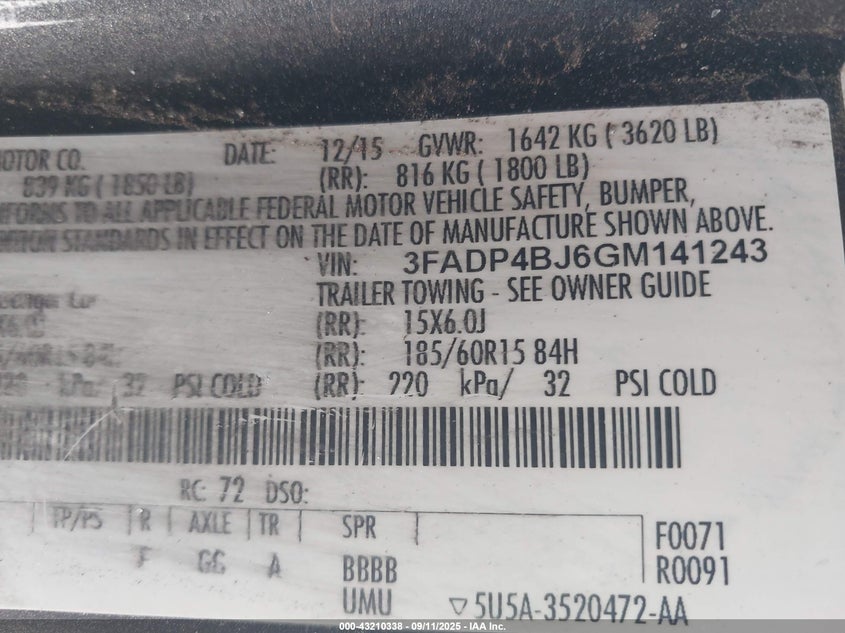 MOTOR CO. DATE: 12/15 GVWR: 1642 KG ( 3620 LB)
839 KG ( 1850 LB) (RR): 816 KG ( 1800 LB)
TO ALL APPLICABLE FEDERAL MOTOR VEHICLE SAFETY, BUMPER,
STANDARDS IN EFFECT ON THE DATE OF MANUFACTURE SHOWN ABOVE.
VIN: 3FADP4BJ6GM141243
TRAILER TOWING - SEE OWNER GUIDE
(RR): 15X6.0J
(RR): 185/60R15 84H
kPa/ 32 PSI COLD (RR): 220 kPa/ 32 PSI COLD
RC: 72 DSO:
TP/PS R AXLE TR SPR F0071
F GG A BBBB R0091
UMU ▽5U5A-3520472-AA
000-43210338 - 09/11/2025 - IAA Inc.